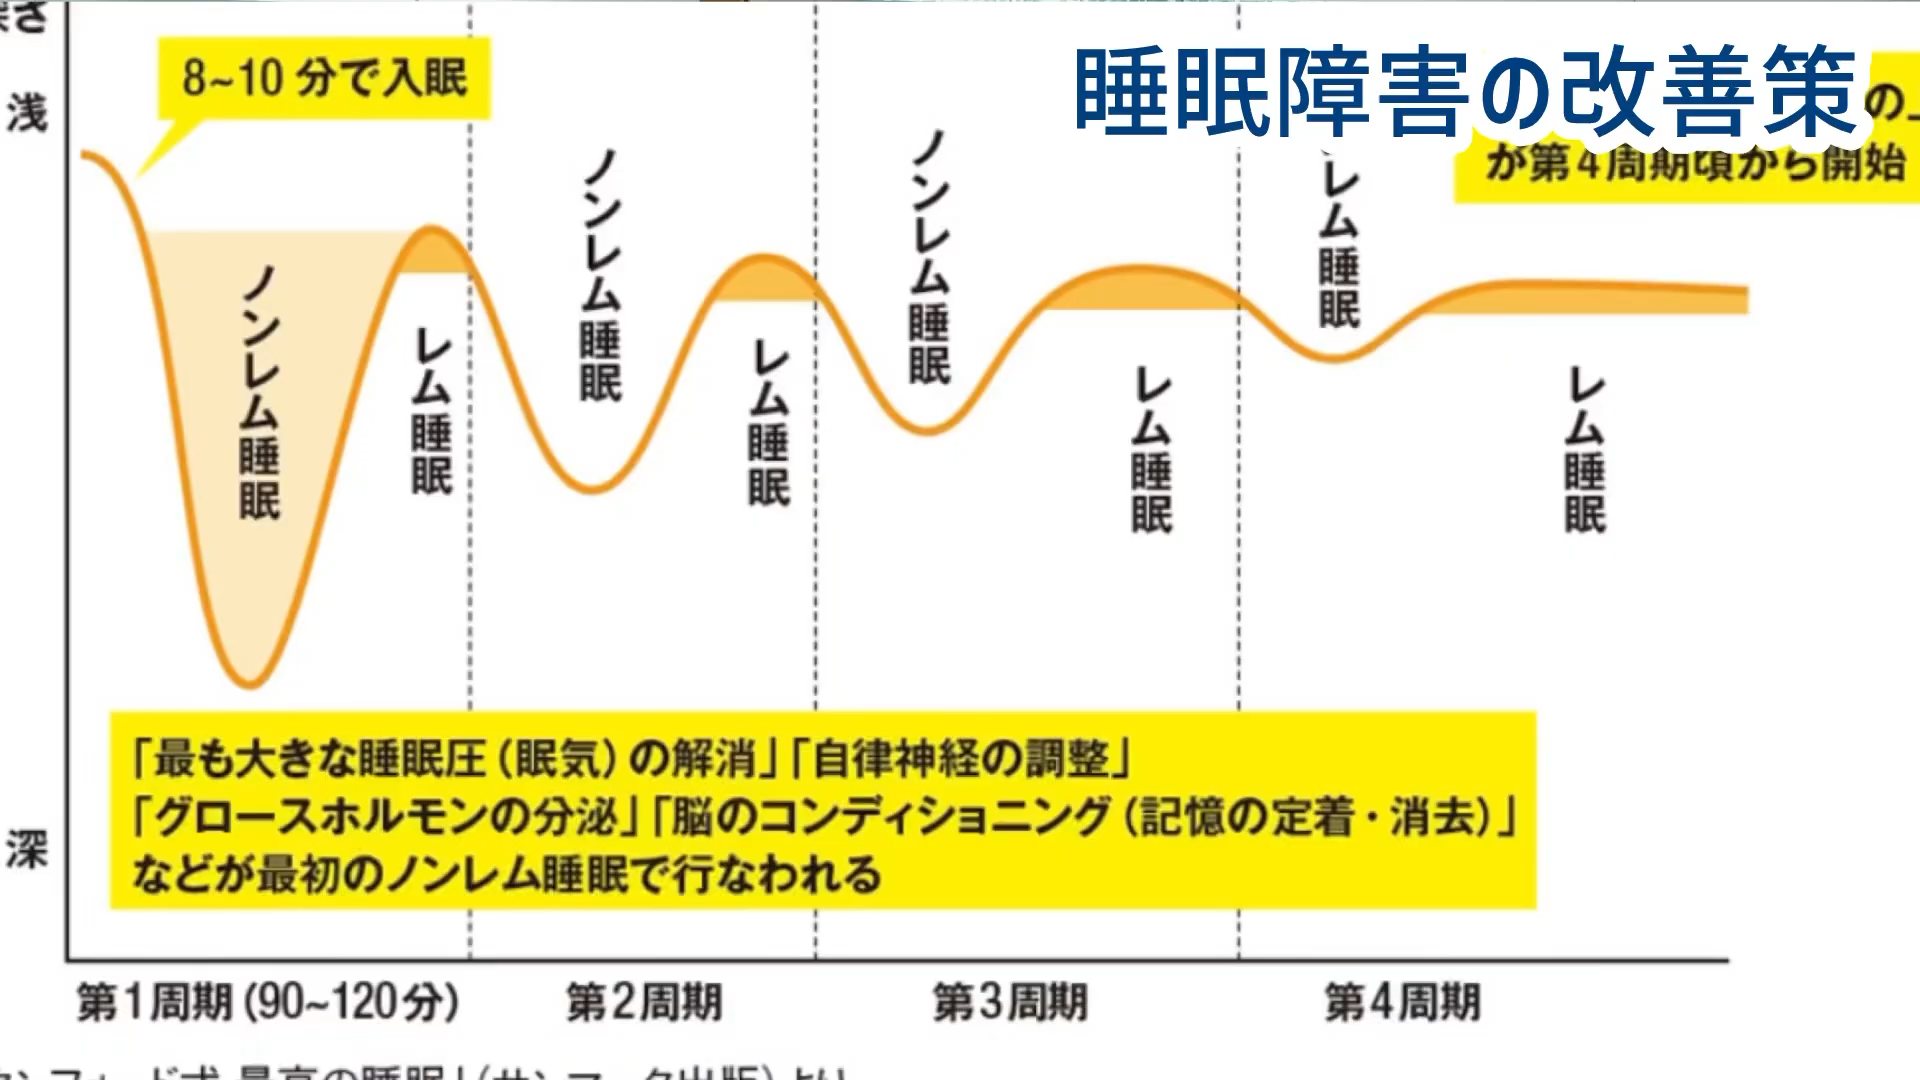 睡眠障害の改善策
8~10 分で入眠
浅
が第4周期頃から開始
ノンレム睡眠
レム睡眠
ノンレム睡眠
レム睡眠
ノンレム睡眠
レム睡眠
レム睡眠
レム睡眠
「最も大きな睡眠圧（眠気）の解消」「自律神経の調整」
「グロースホルモンの分泌」「脳のコンディショニング（記憶の定着・消去）」
などが最初のノンレム睡眠で行なわれる
深
第1周期(90~120分)
第2周期
第3周期
第4周期